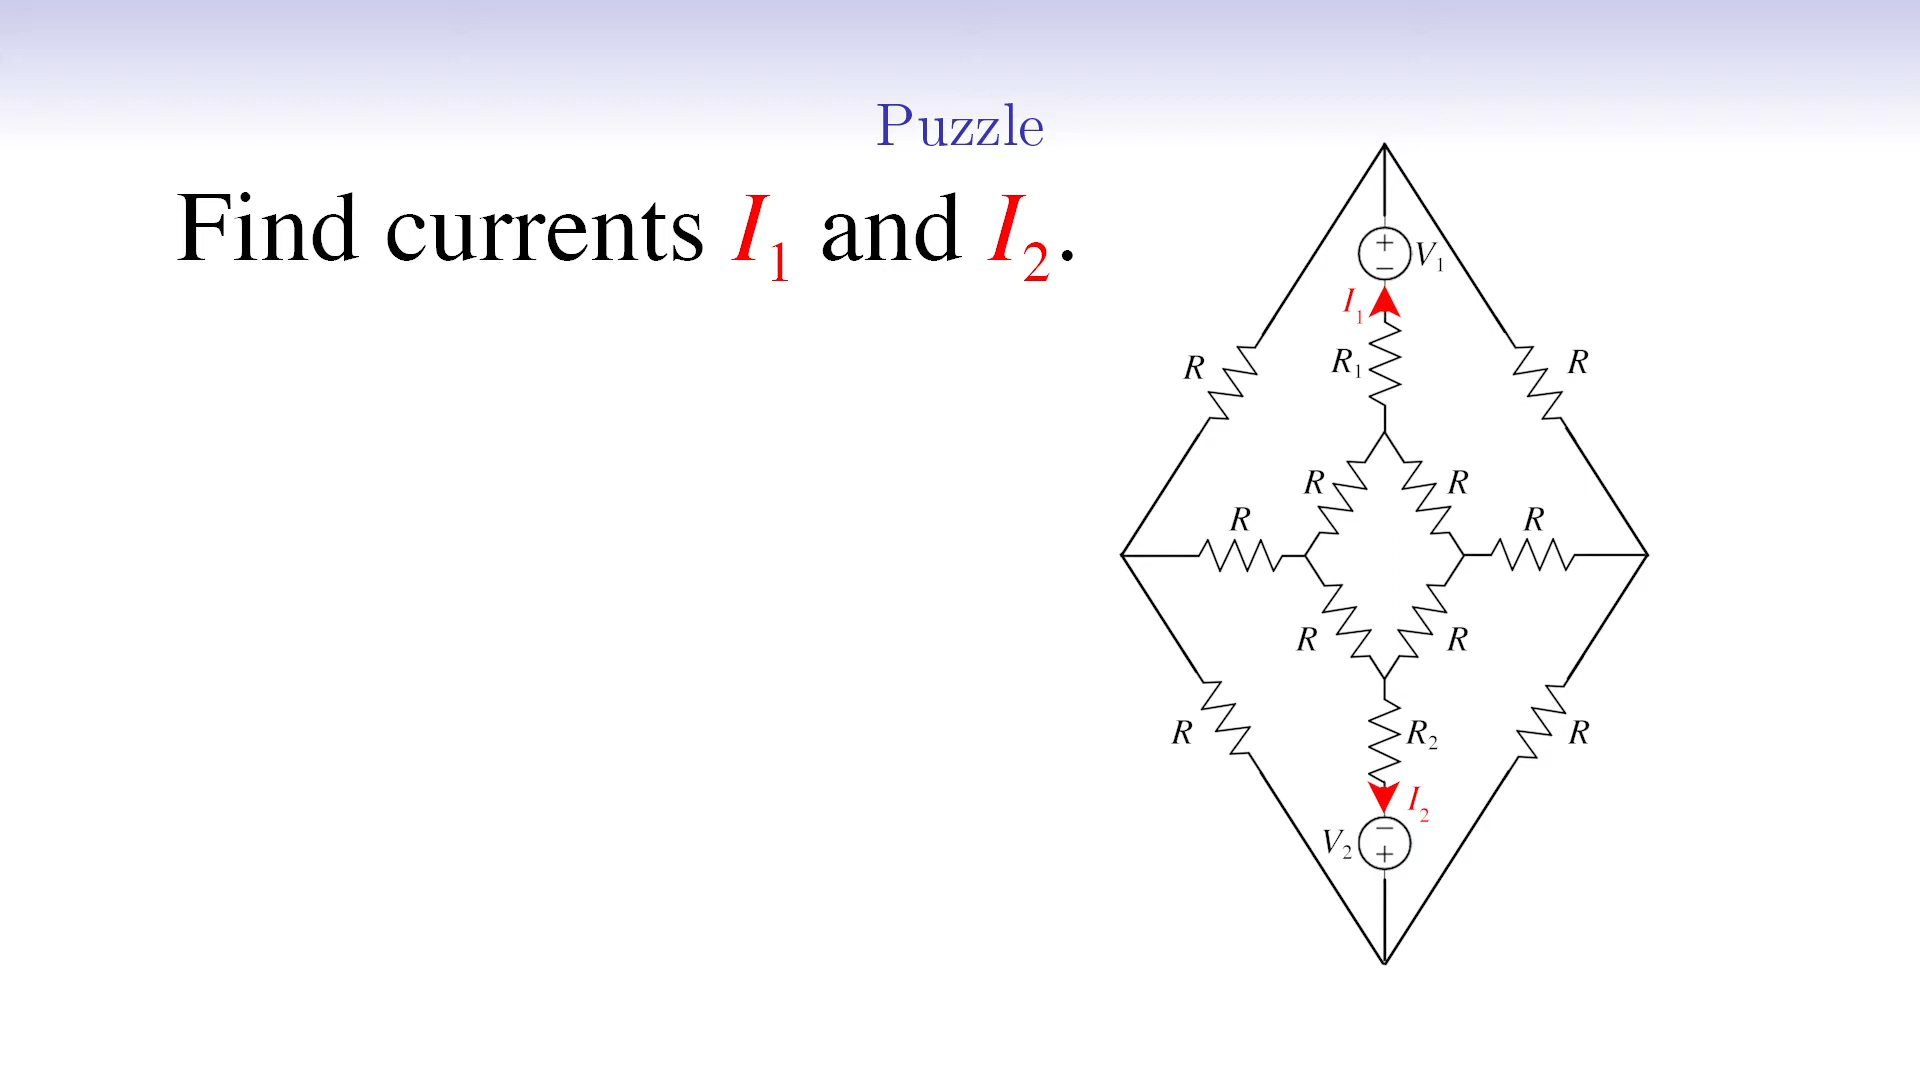 Puzzle
Find currents I₁ and I₂.
+
− V₁
I₁
R R₁ R
R R
R R
R R
R R₂ R
I₂
−
V₂
+